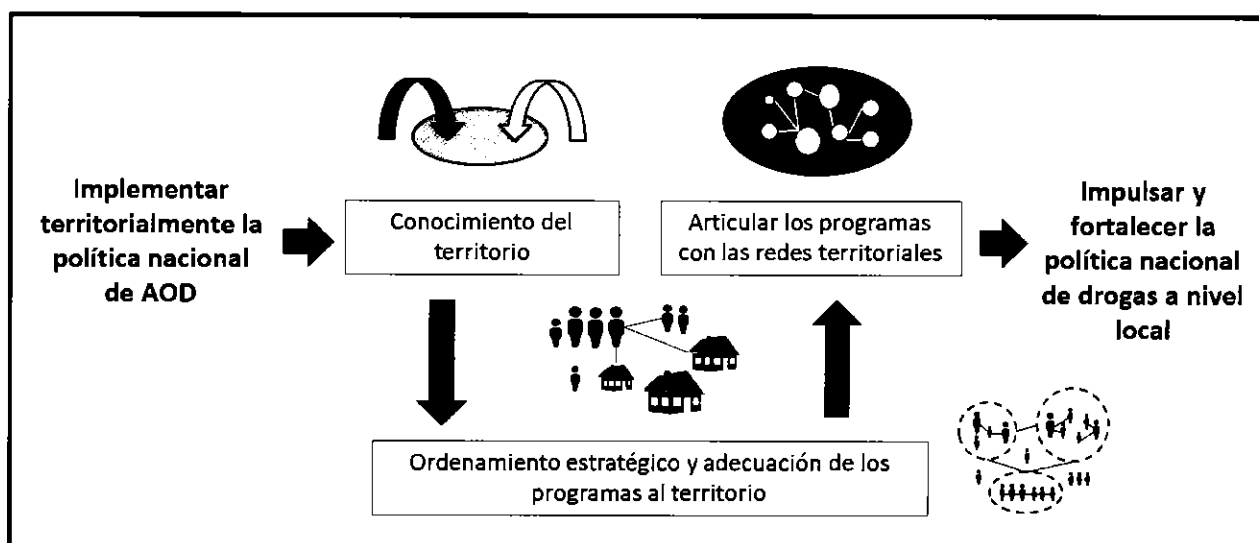 Implementar
territorialmente la
política nacional
de AOD
Conocimiento del
territorio
Articular los programas
con las redes territoriales
Impulsar y
fortalecer la
política nacional
de drogas a nivel
local
Ordenamiento estratégico y adecuación de los
programas al territorio